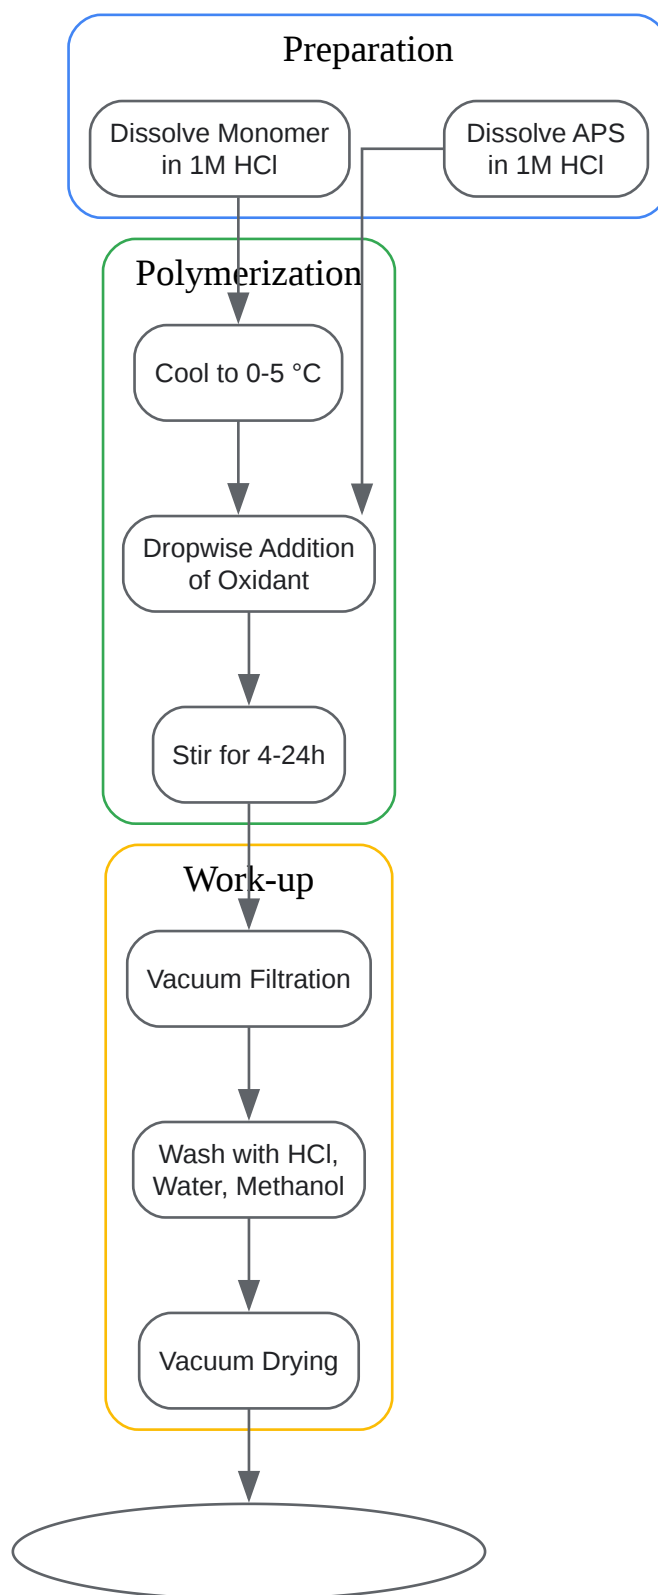 Preparation
Dissolve Monomer
in 1M HCl
Dissolve APS
in 1M HCl
Polymerization
Cool to 0-5 °C
Dropwise Addition
of Oxidant
Stir for 4-24h
Work-up
Vacuum Filtration
Wash with HCl,
Water, Methanol
Vacuum Drying